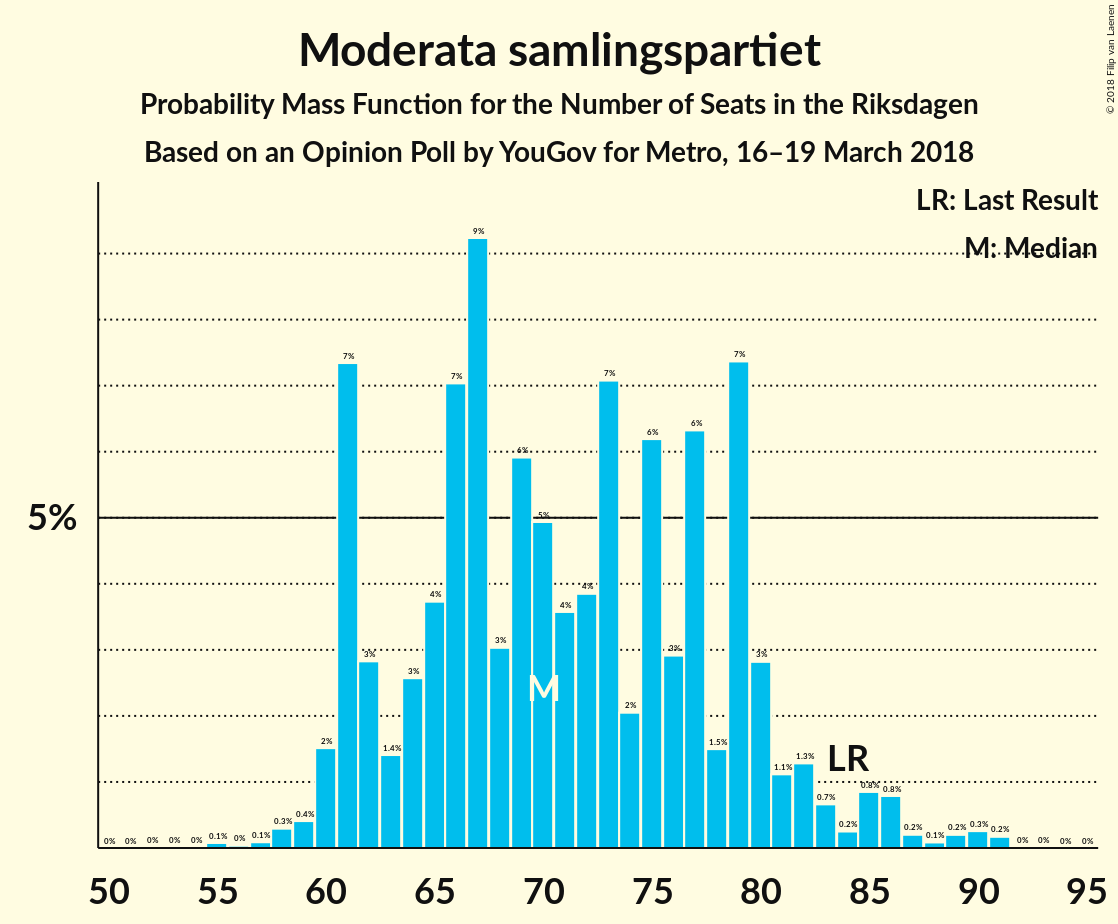 Moderata samlingspartiet
Probability Mass Function for the Number of Seats in the Riksdagen
Based on an Opinion Poll by YouGov for Metro, 16–19 March 2018
© 2018 Filip van Laenen
LR: Last Result
M: Median
5%
0% 0% 0% 0% 0% 0.1% 0% 0.1% 0.3% 0.4% 2% 7% 3% 1.4% 3% 4% 7% 9% 3% 6% 5% 4% 4% 7% 2% 6% 3% 6% 1.5% 7% 3% 1.1% 1.3% 0.7% 0.2% 0.8% 0.8% 0.2% 0.1% 0.2% 0.3% 0.2% 0% 0% 0% 0%
M
LR
50 55 60 65 70 75 80 85 90 95